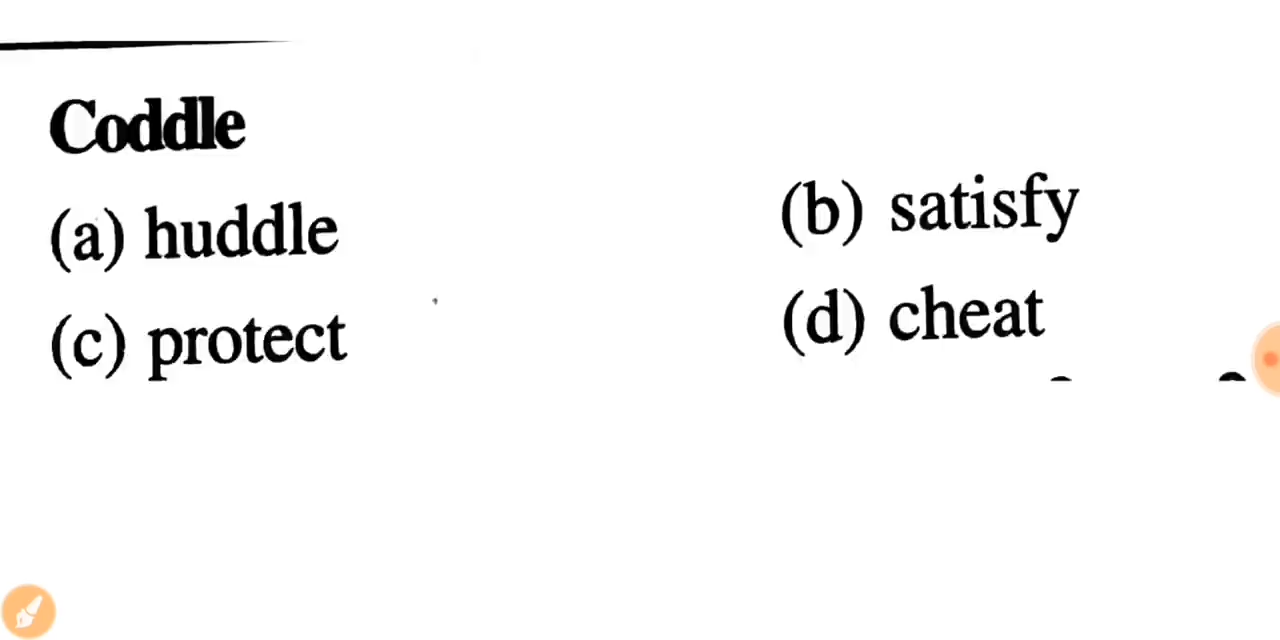 Coddle
(a) huddle
(b) satisfy
(c) protect
(d) cheat